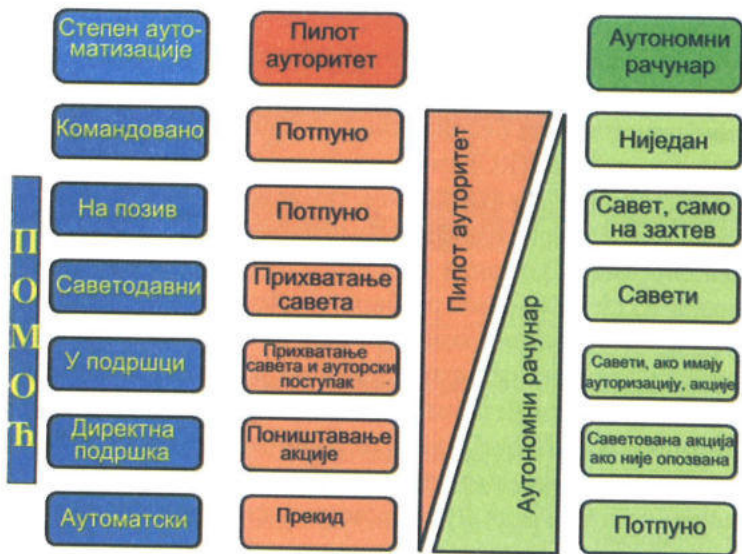 Степен ауто-
матизације
Пилот
ауторитет
Аутономни
рачунар
Командовано
Потпуно
Ниједан
На позив
Потпуно
Савет, само
на захтев
Саветодавни
Прихватање
савета
Савети
У подршци
Прихватање
савета и ауторски
поступак
Савети, ако имају
ауторизацију, акције
Директна
подршка
Поништавање
акције
Саветована акција
ако није опозвана
Аутоматски
Прекид
Потпуно
ПОМОЋ
Пилот ауторитет
Аутономни рачунар